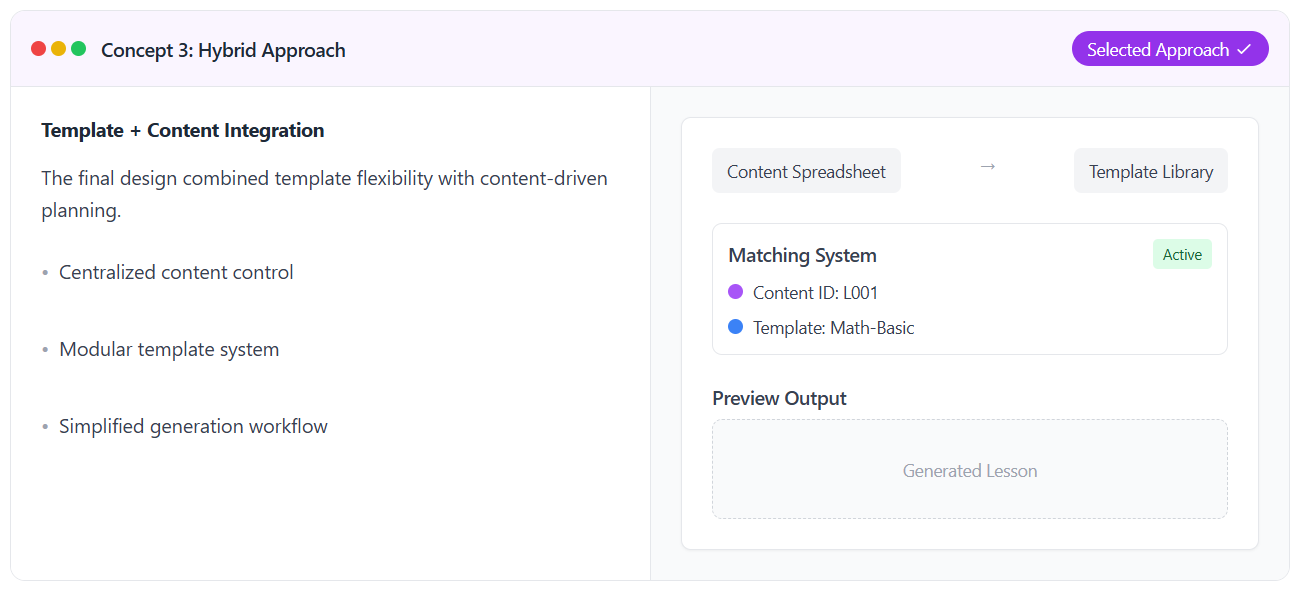 Concept 3: Hybrid Approach
Selected Approach ✓
Template + Content Integration
The final design combined template flexibility with content-driven
planning.
• Centralized content control
• Modular template system
• Simplified generation workflow
Content Spreadsheet → Template Library
Matching System
Active
Content ID: L001
Template: Math-Basic
Preview Output
Generated Lesson